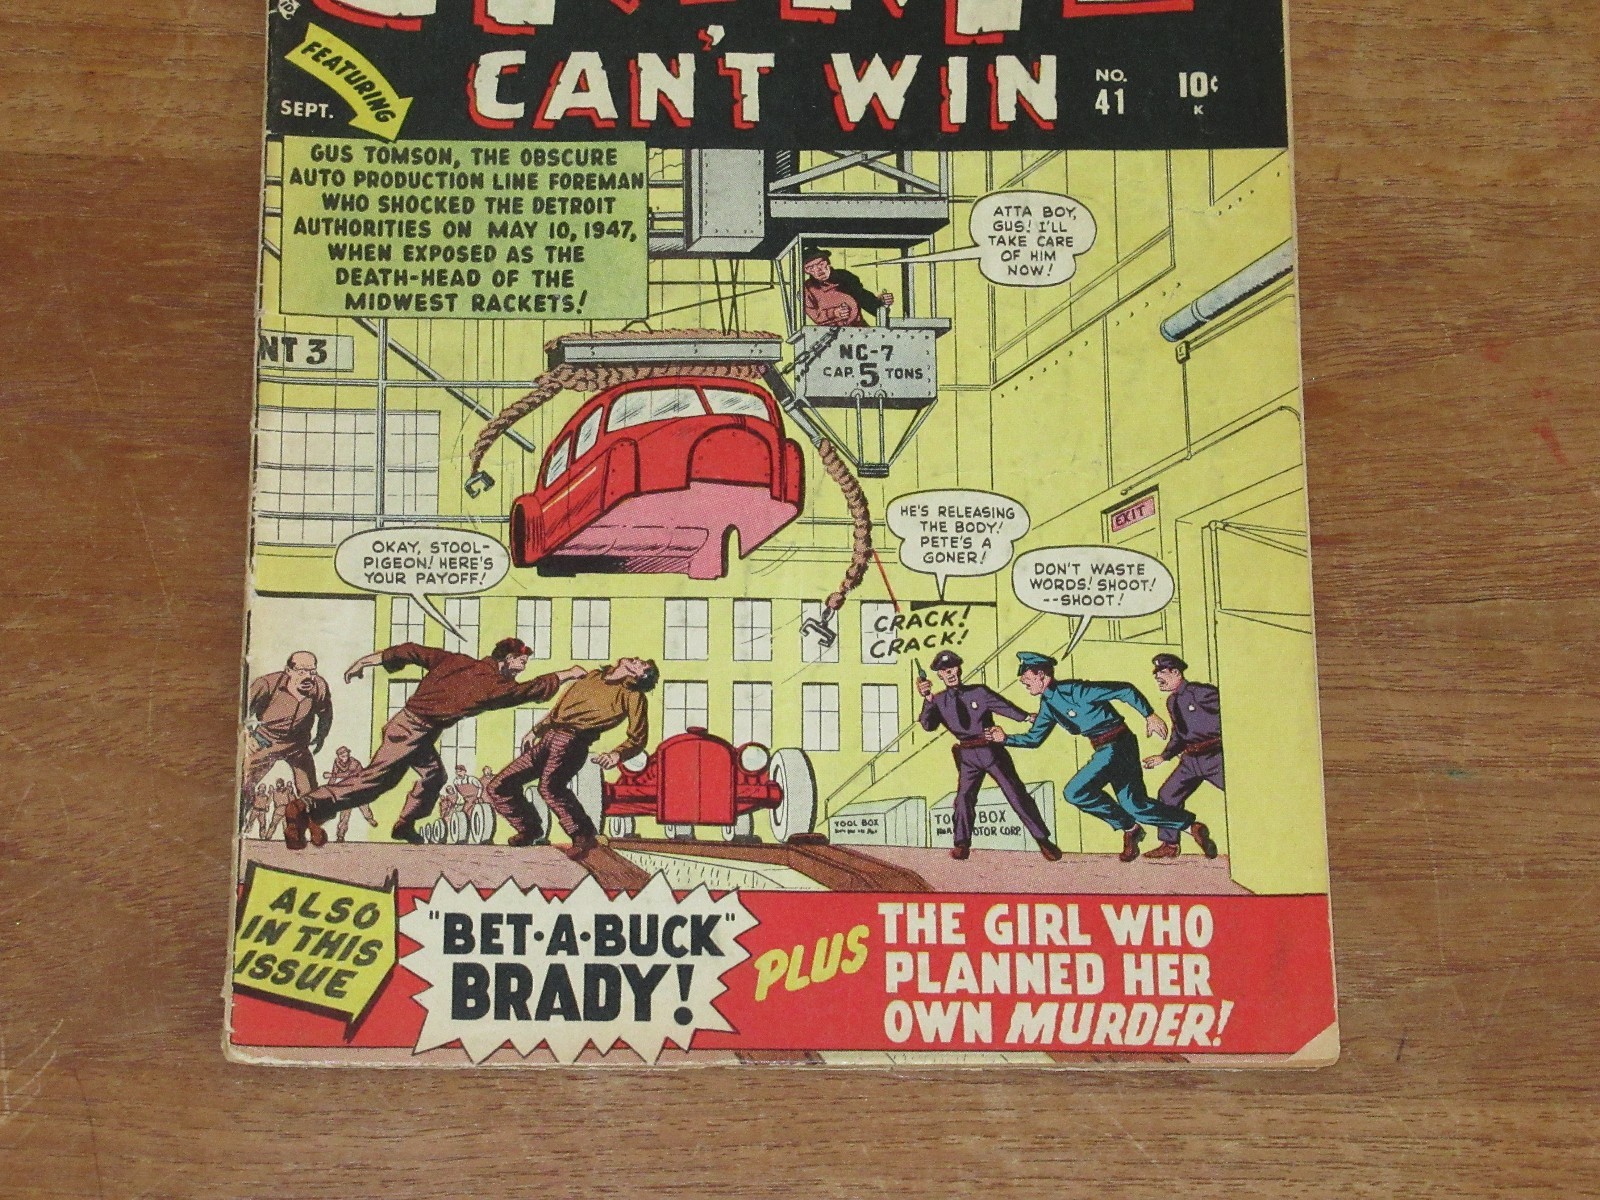 CAN'T WIN
NO.
41
10¢
K
FEATURING
SEPT.
GUS TOMSON, THE OBSCURE
AUTO PRODUCTION LINE FOREMAN
WHO SHOCKED THE DETROIT
AUTHORITIES ON MAY 10, 1947,
WHEN EXPOSED AS THE
DEATH-HEAD OF THE
MIDWEST RACKETS!
ATTA BOY,
GUS! I'LL
TAKE CARE
OF HIM
NOW!
NT 3
NC-7
CAP. 5 TONS
HE'S RELEASING
THE BODY!
PETE'S A
GONER!
EXIT
OKAY, STOOL-
PIGEON! HERE'S
YOUR PAYOFF!
DON'T WASTE
WORDS! SHOOT!
--SHOOT!
CRACK!
CRACK!
TOOL BOX
TO BOX
OTOR CORP.
ALSO
IN THIS
ISSUE
"BET·A·BUCK"
BRADY!
PLUS
THE GIRL WHO
PLANNED HER
OWN MURDER!